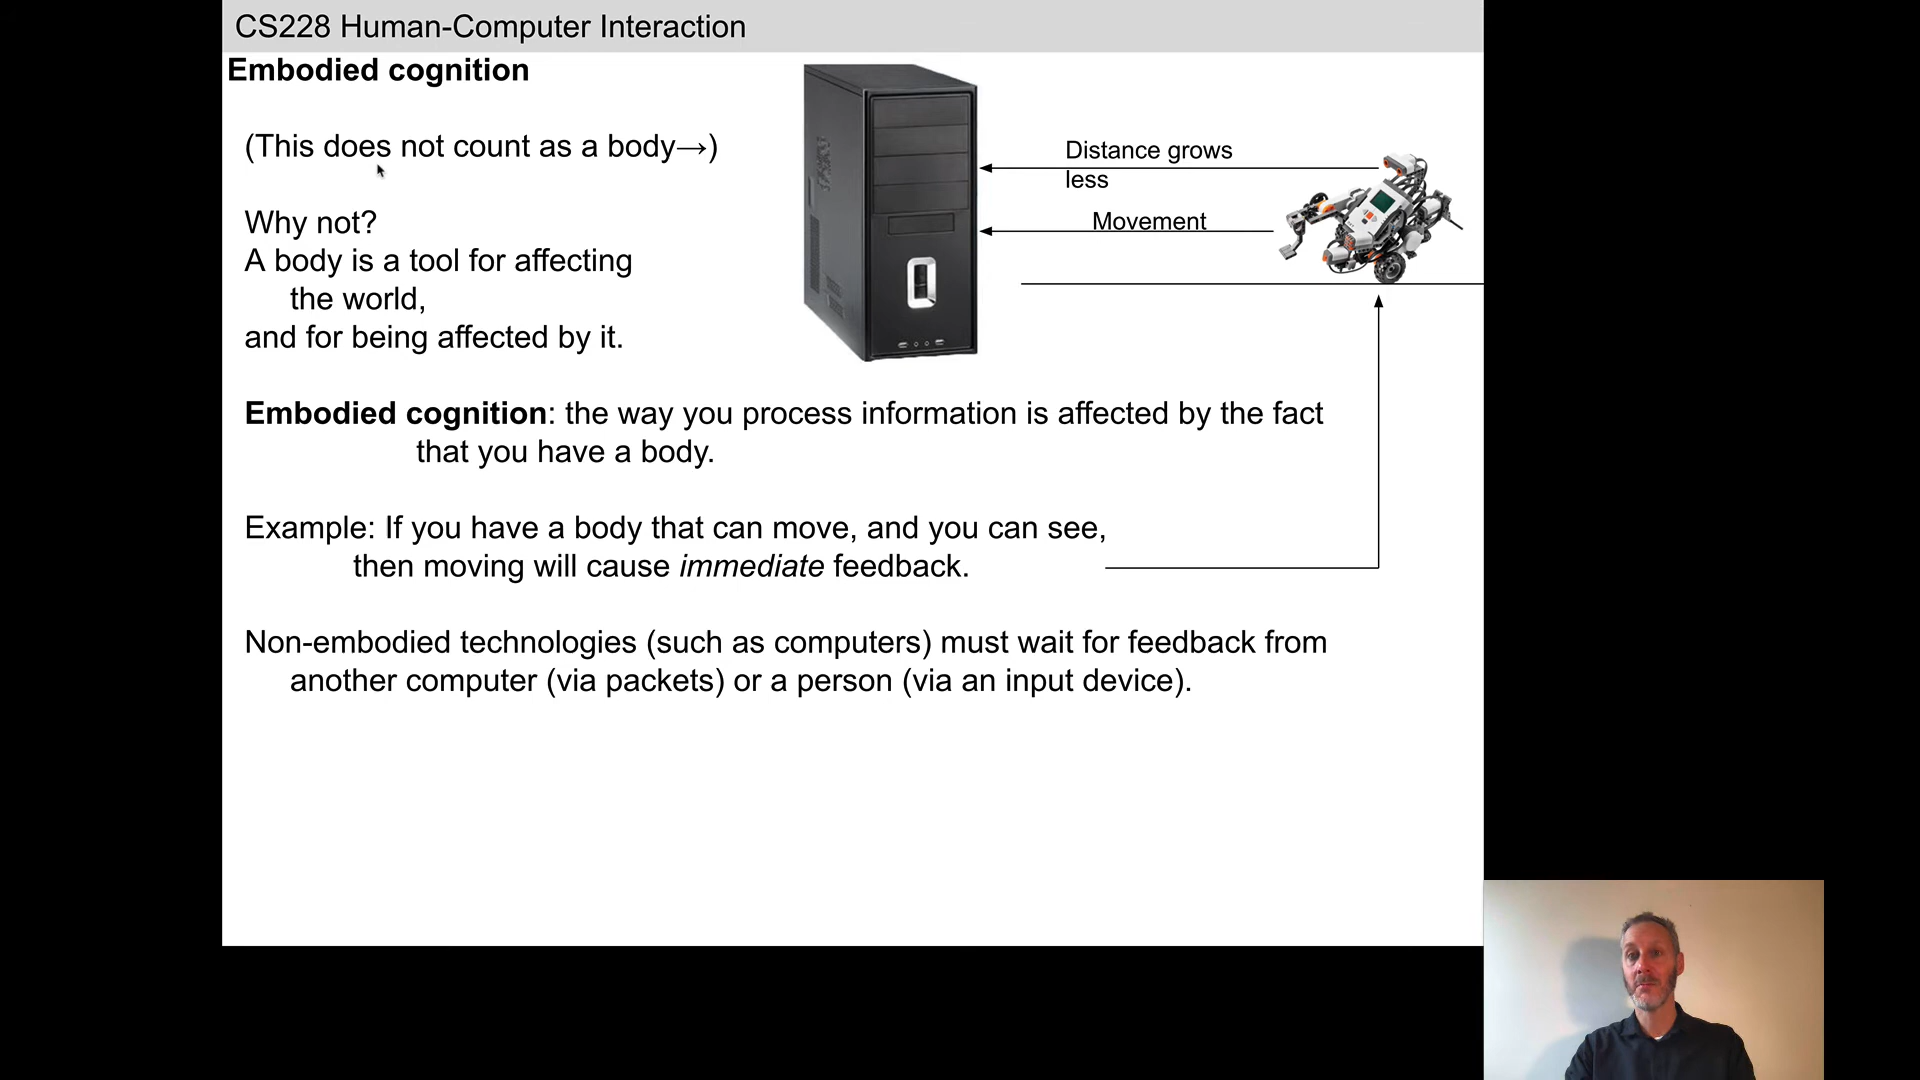 CS228 Human-Computer Interaction
Embodied cognition
(This does not count as a body→)
Distance grows
less
Movement
Why not?
A body is a tool for affecting
the world,
and for being affected by it.
Embodied cognition: the way you process information is affected by the fact
that you have a body.
Example: If you have a body that can move, and you can see,
then moving will cause immediate feedback.
Non-embodied technologies (such as computers) must wait for feedback from
another computer (via packets) or a person (via an input device).